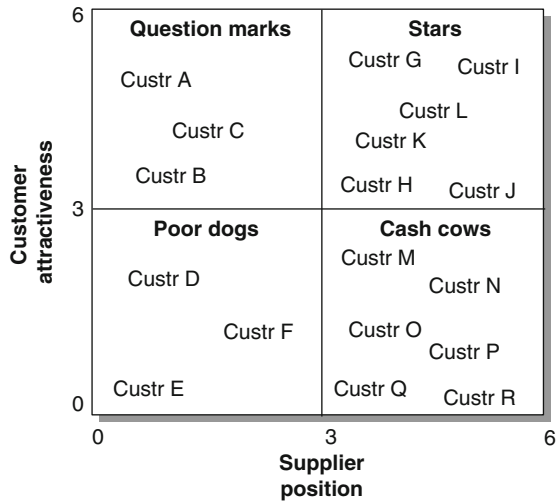 6
Question marks
Stars
Custr G
Custr I
Custr A
Custr L
Custr C
Custr K
Custr B
Custr H
Custr J
Customer
attractiveness
3
Poor dogs
Cash cows
Custr M
Custr D
Custr N
Custr F
Custr O
Custr P
Custr E
Custr Q
Custr R
0
0
3
6
Supplier
position